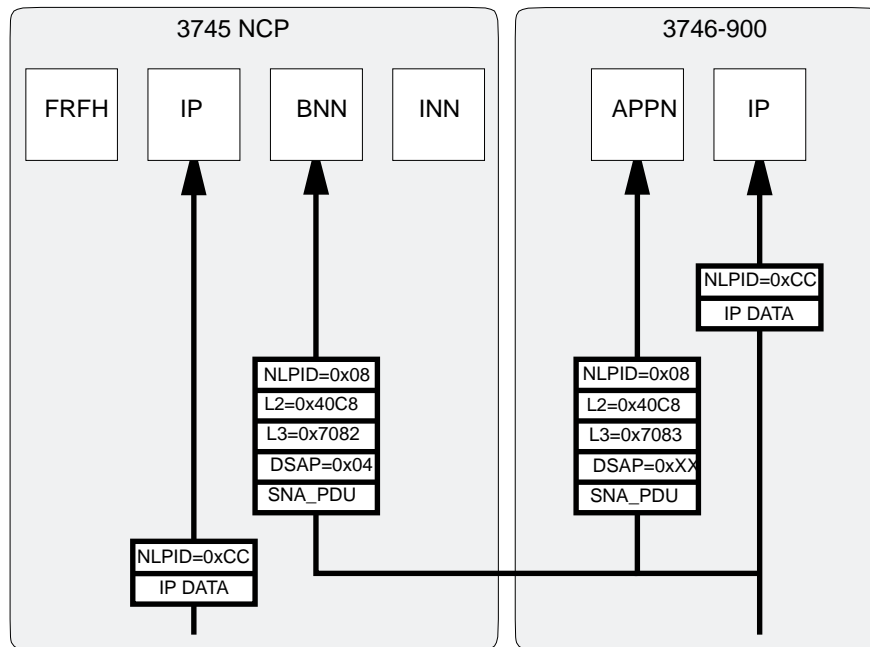 3745 NCP
3746-900
FRFH
IP
BNN
INN
APPN
IP
NLPID=0xCC
IP DATA
NLPID=0x08
L2=0x40C8
L3=0x7082
DSAP=0x04
SNA_PDU
NLPID=0x08
L2=0x40C8
L3=0x7083
DSAP=0xXX
SNA_PDU
NLPID=0xCC
IP DATA